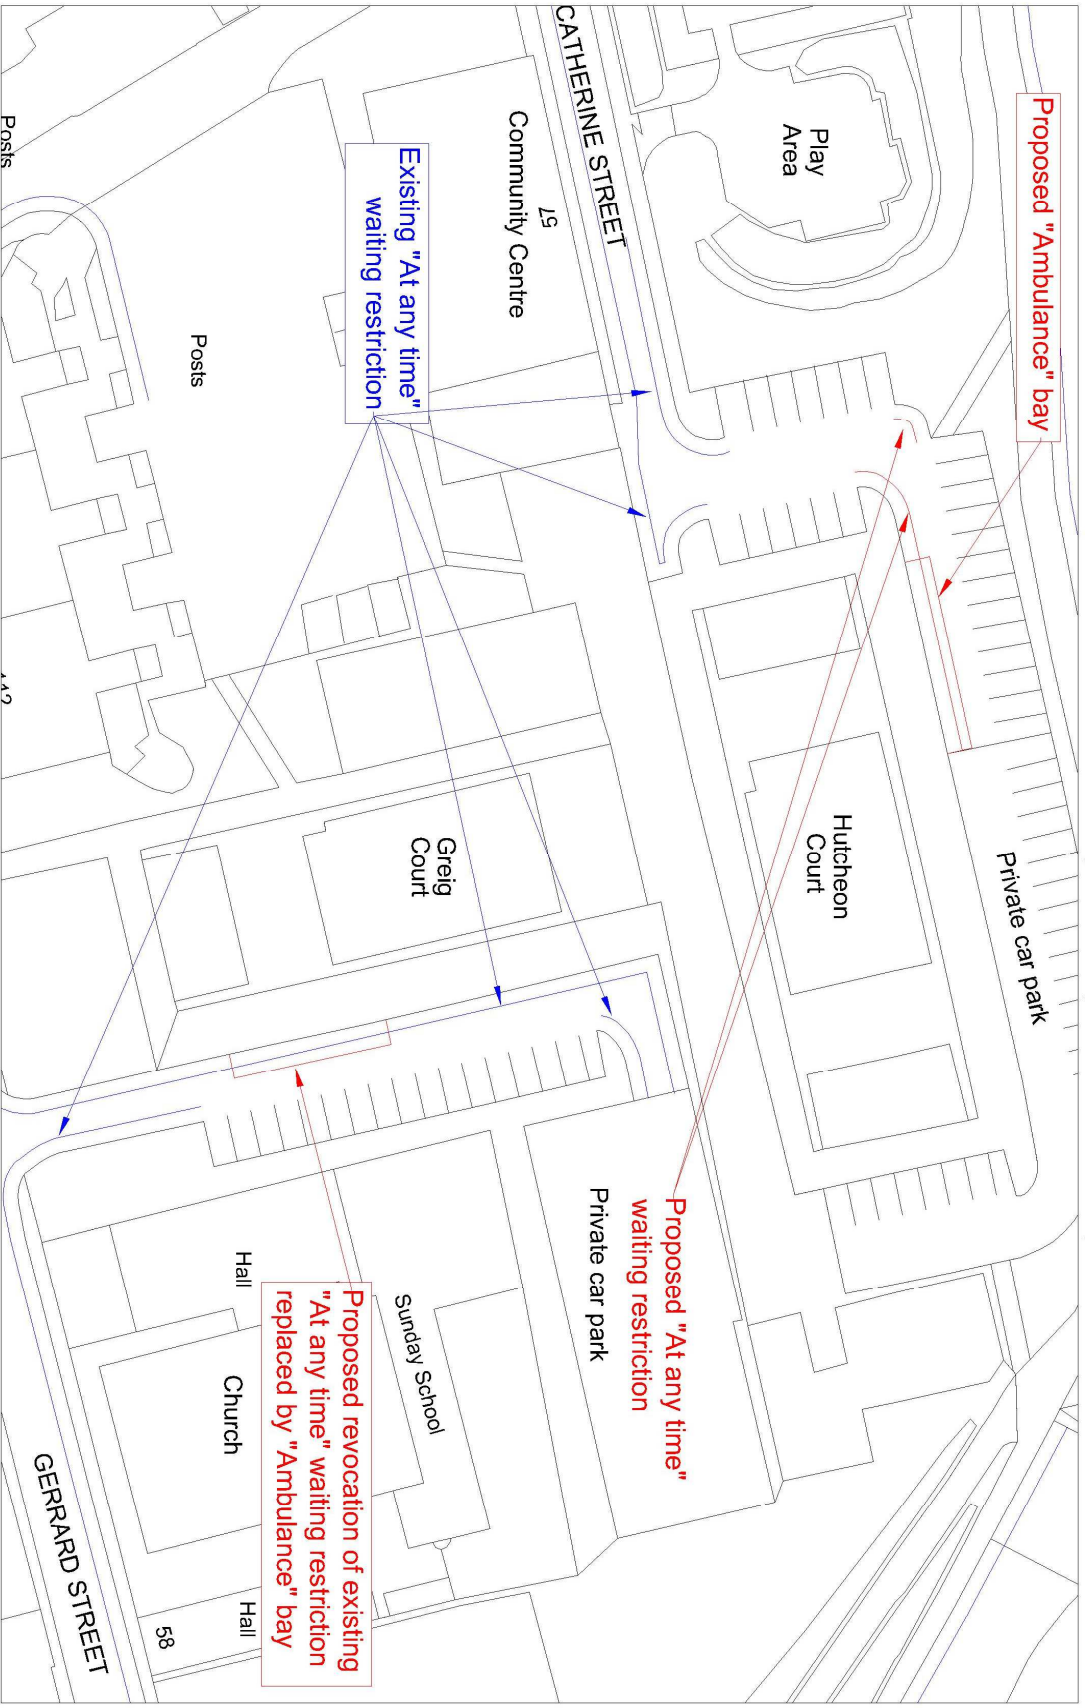 Proposed "Ambulance" bay
Play
Area
CATHERINE STREET
57
Community Centre
Existing "At any time"
waiting restriction
Posts
Posts
Private car park
Hutcheon
Court
Greig
Court
Proposed "At any time"
waiting restriction
Private car park
Sunday School
Proposed revocation of existing
"At any time" waiting restriction
replaced by "Ambulance" bay
Hall
Church
Hall
58
GERRARD STREET